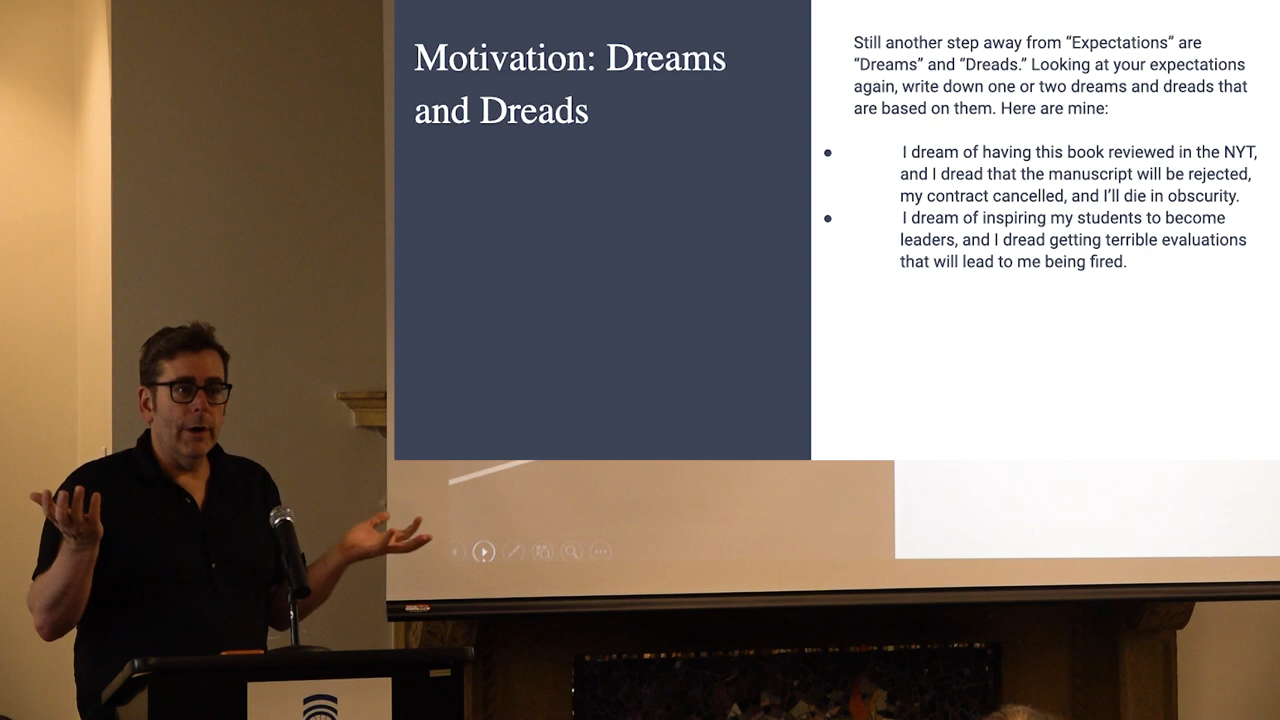 Motivation: Dreams
and Dreads
Still another step away from “Expectations” are
“Dreams” and “Dreads.” Looking at your expectations
again, write down one or two dreams and dreads that
are based on them. Here are mine:
● I dream of having this book reviewed in the NYT,
and I dread that the manuscript will be rejected,
my contract cancelled, and I’ll die in obscurity.
● I dream of inspiring my students to become
leaders, and I dread getting terrible evaluations
that will lead to me being fired.